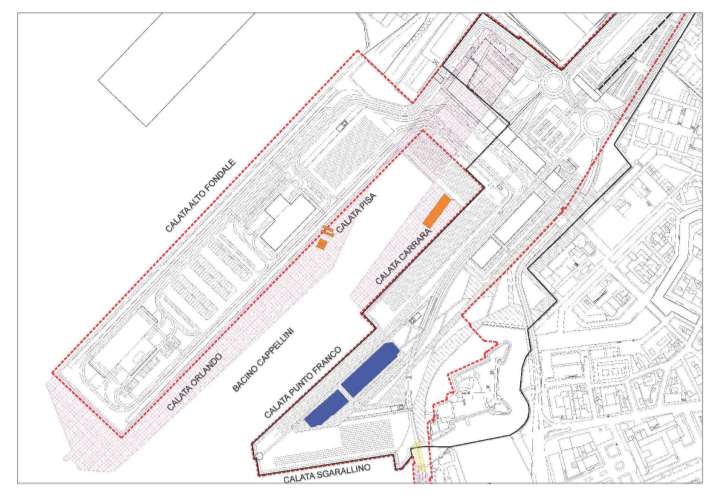 CALATA ALTO FONDALE
CALATA PISA
CALATA CARRARA
CALATA ORLANDO
BACINO CAPPELLINI
CALATA PUNTO FRANCO
CALATA SGARALLINO